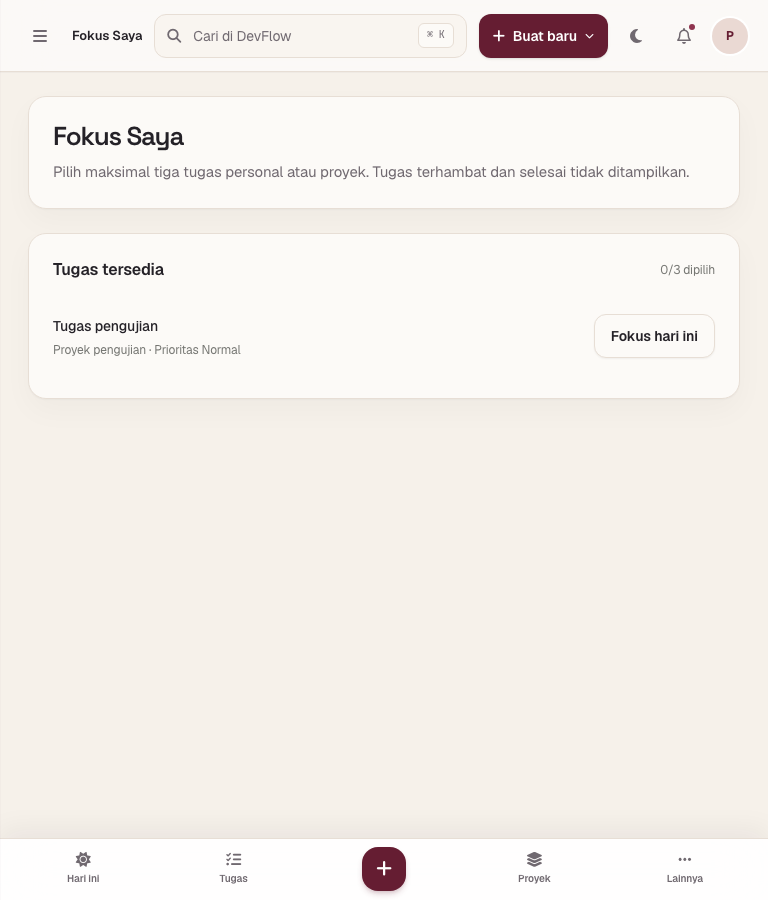 Fokus Saya
Cari di DevFlow
⌘ K
Buat baru
P
Fokus Saya
Pilih maksimal tiga tugas personal atau proyek. Tugas terhambat dan selesai tidak ditampilkan.
Tugas tersedia
0/3 dipilih
Tugas pengujian
Proyek pengujian · Prioritas Normal
Fokus hari ini
Hari ini
Tugas
Proyek
Lainnya